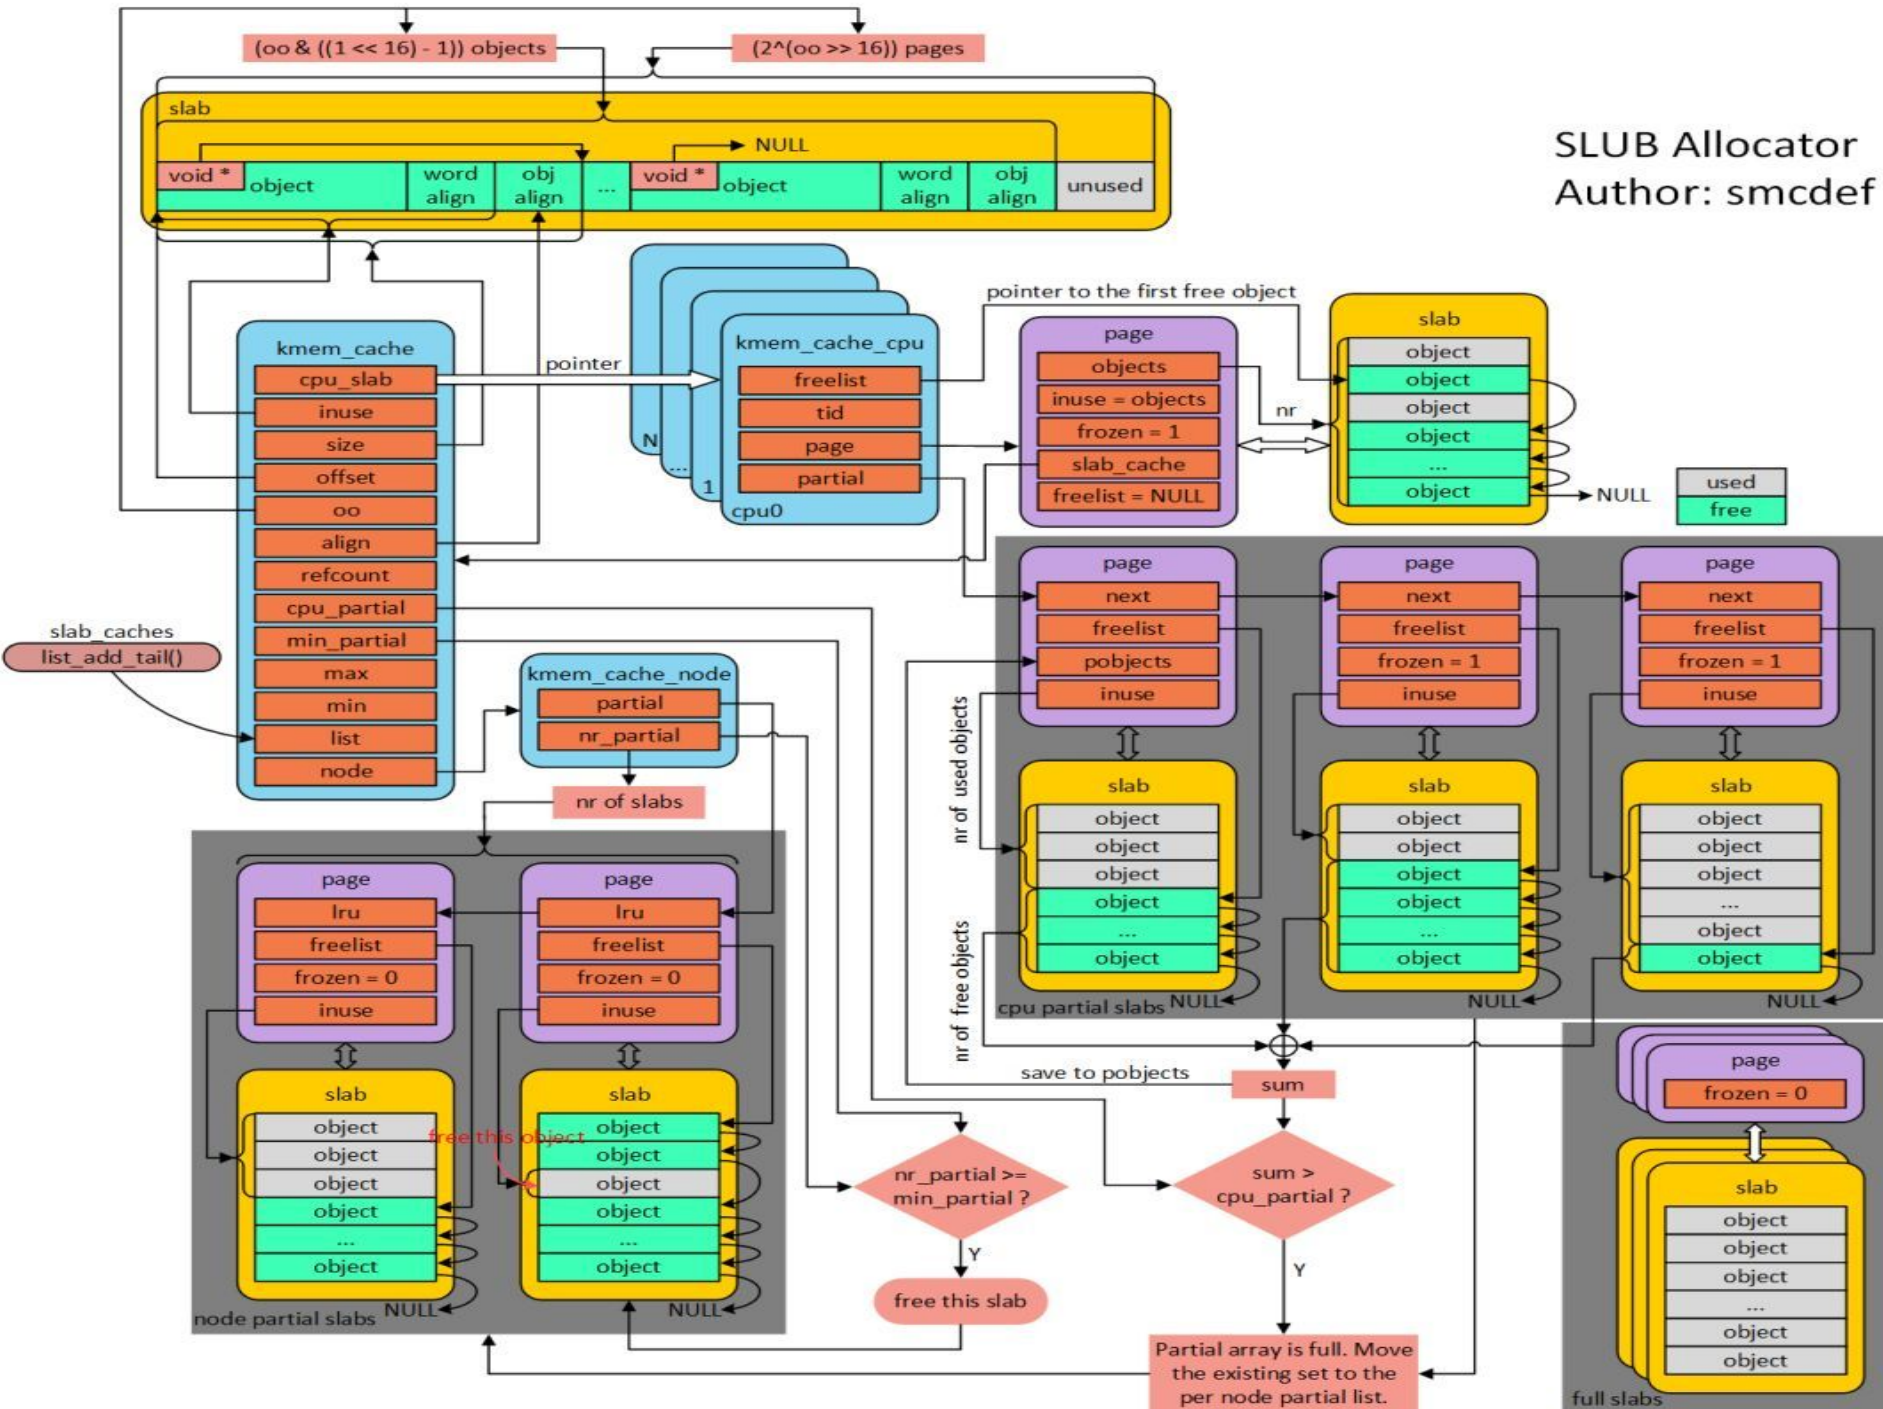 (oo & ((1 << 16) - 1)) objects
(2^(oo >> 16)) pages
SLUB Allocator
Author: smcdef
slab
NULL
void *
object
word
align
obj
align
...
void *
object
word
align
obj
align
unused
kmem_cache
cpu_slab
inuse
size
offset
oo
align
refcount
cpu_partial
min_partial
max
min
list
node
pointer
slab_caches
list_add_tail()
N
...
1
kmem_cache_cpu
freelist
tid
page
partial
cpu0
pointer to the first free object
page
objects
inuse = objects
frozen = 1
slab_cache
freelist = NULL
nr
slab
object
object
object
object
...
object
NULL
used
free
page
next
freelist
pobjects
inuse
page
next
freelist
frozen = 1
inuse
page
next
freelist
frozen = 1
inuse
nr of used objects
nr of free objects
slab
object
object
object
object
...
object
NULL
slab
object
object
object
object
...
object
NULL
slab
object
object
object
...
object
object
NULL
cpu partial slabs
kmem_cache_node
partial
nr_partial
nr of slabs
page
lru
freelist
frozen = 0
inuse
page
lru
freelist
frozen = 0
inuse
slab
object
object
object
object
...
object
NULL
slab
object
object
object
object
...
object
NULL
free this object
node partial slabs
save to pobjects
sum
nr_partial >=
min_partial ?
Y
free this slab
sum >
cpu_partial ?
Y
Partial array is full. Move
the existing set to the
per node partial list.
page
frozen = 0
slab
object
object
object
...
object
object
full slabs